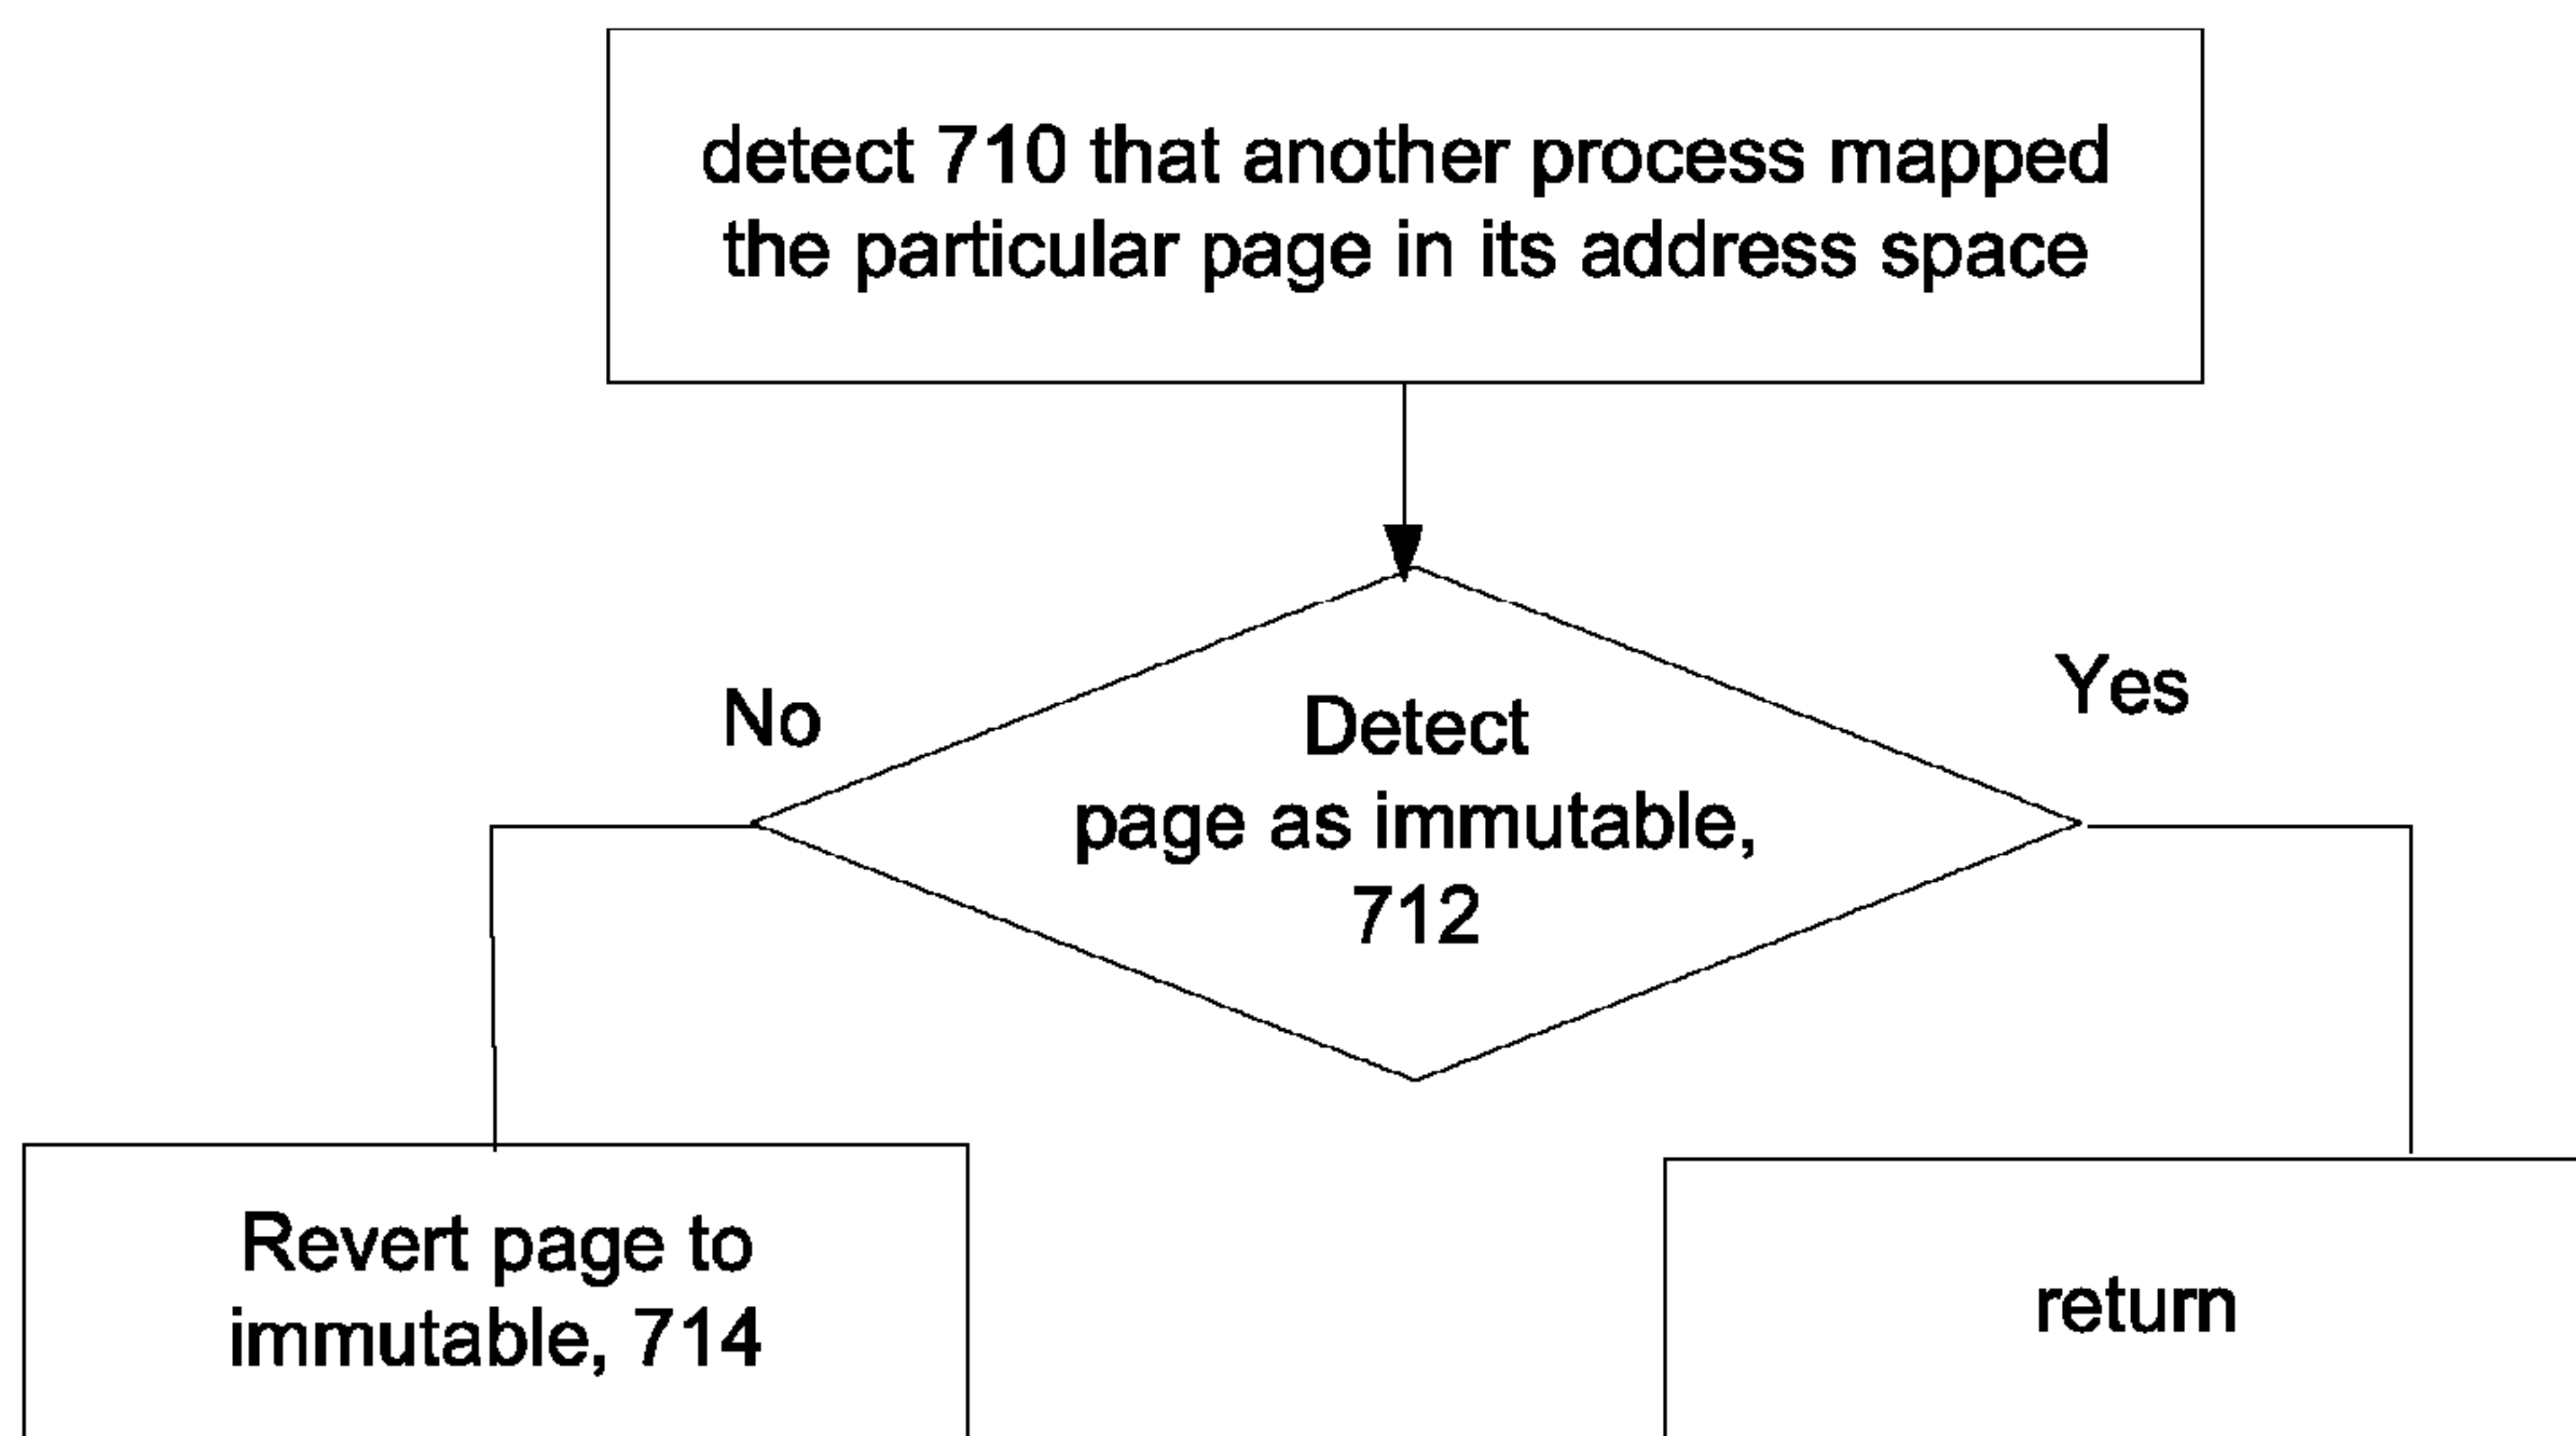 detect 710 that another process mapped
the particular page in its address space
No
Yes
Detect
page as immutable,
712
Revert page to
immutable, 714
return